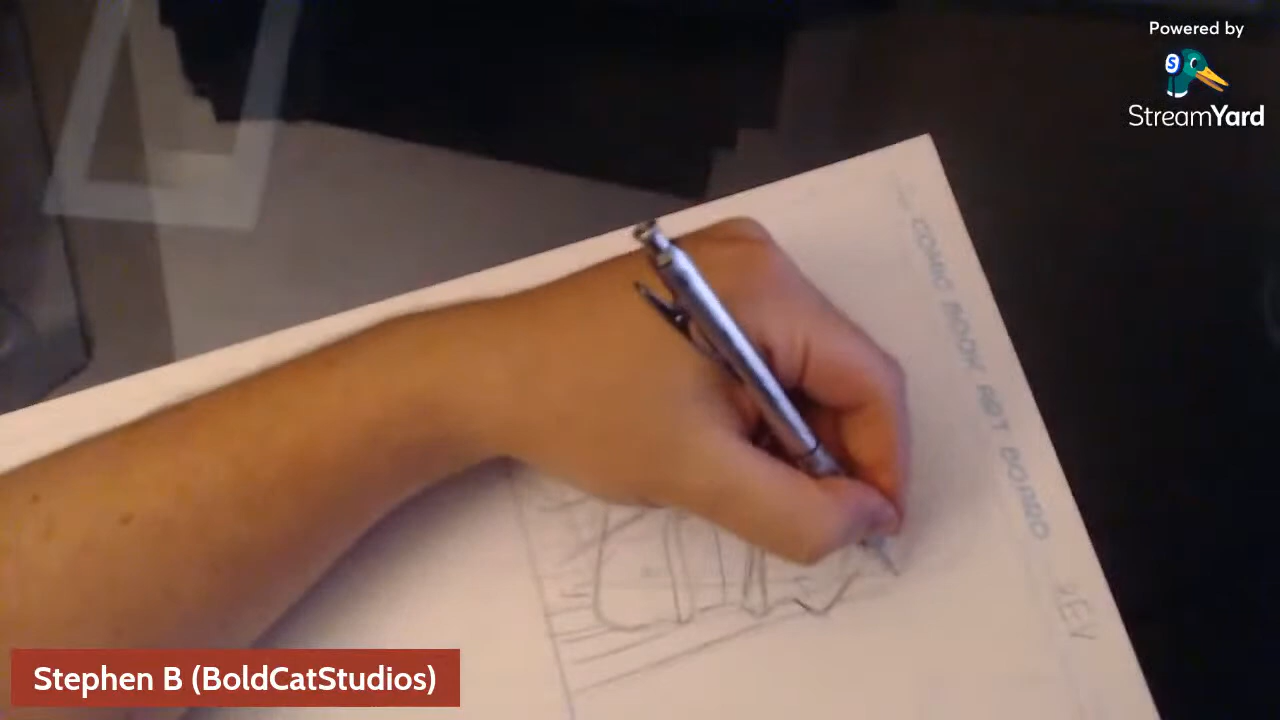 Powered by
S
StreamYard
COMIC BOOK ART BOARD
Stephen B (BoldCatStudios)